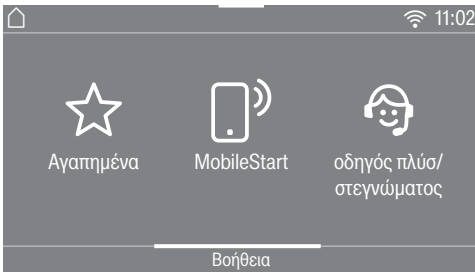 11:02
Αγαπημένα
MobileStart
οδηγός πλύσ/
στεγνώματος
Βοήθεια